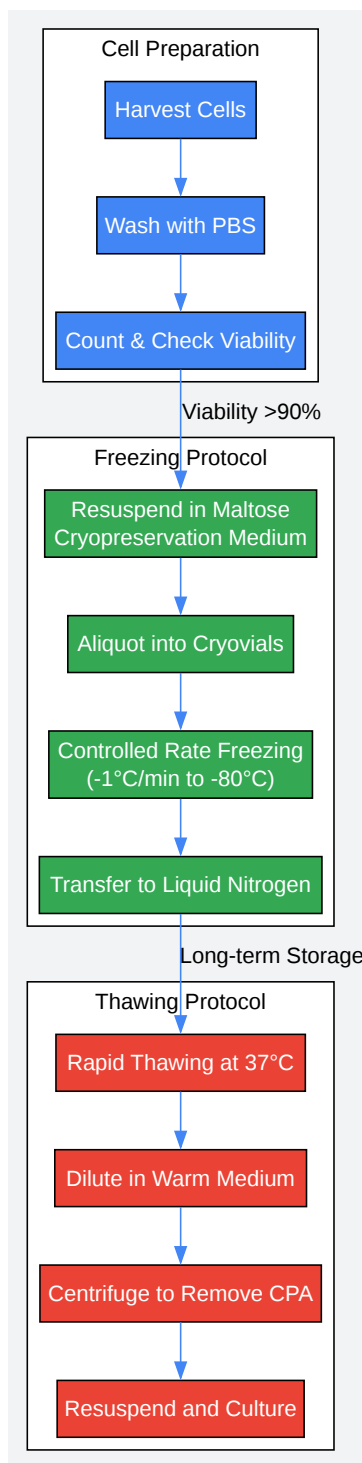 Cell Preparation
Harvest Cells
Wash with PBS
Count & Check Viability
Viability >90%
Freezing Protocol
Resuspend in Maltose
Cryopreservation Medium
Aliquot into Cryovials
Controlled Rate Freezing
(-1°C/min to -80°C)
Transfer to Liquid Nitrogen
Long-term Storage
Thawing Protocol
Rapid Thawing at 37°C
Dilute in Warm Medium
Centrifuge to Remove CPA
Resuspend and Culture